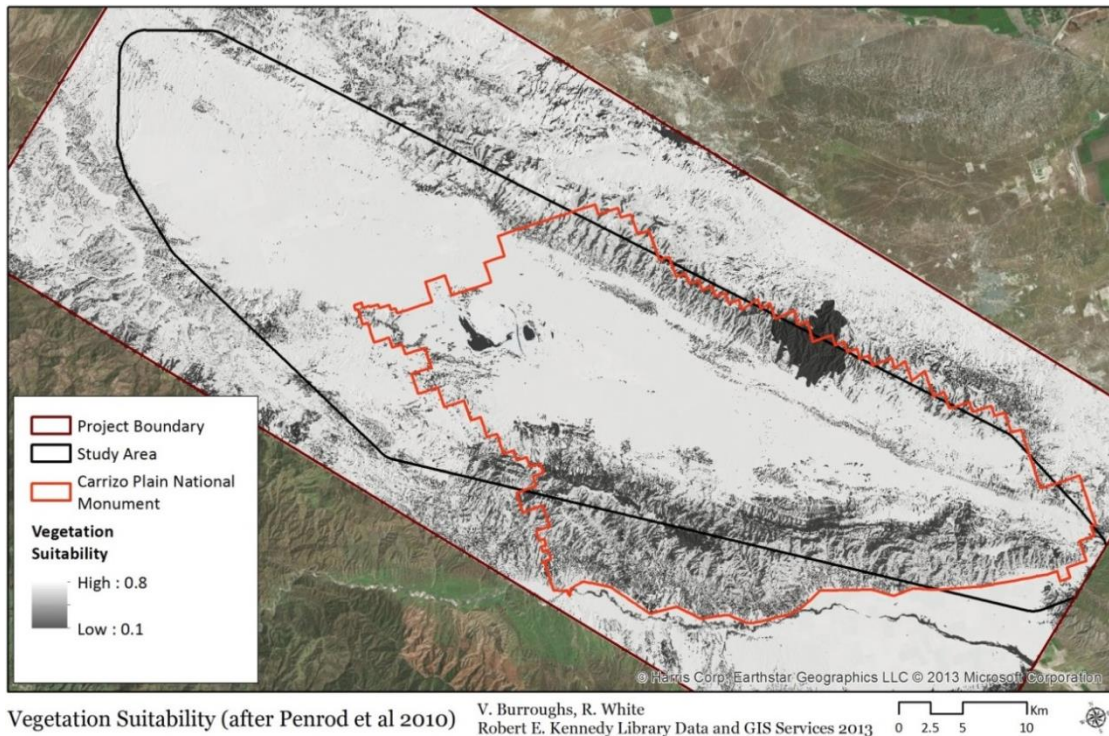 Project Boundary
Study Area
Carrizo Plain National
Monument
Vegetation
Suitability
High : 0.8
Low : 0.1
© Harris Corp, Earthstar Geographics LLC © 2013 Microsoft Corporation
Vegetation Suitability (after Penrod et al 2010)
V. Burroughs, R. White
Robert E. Kennedy Library Data and GIS Services 2013
Km
0 2.5 5 10